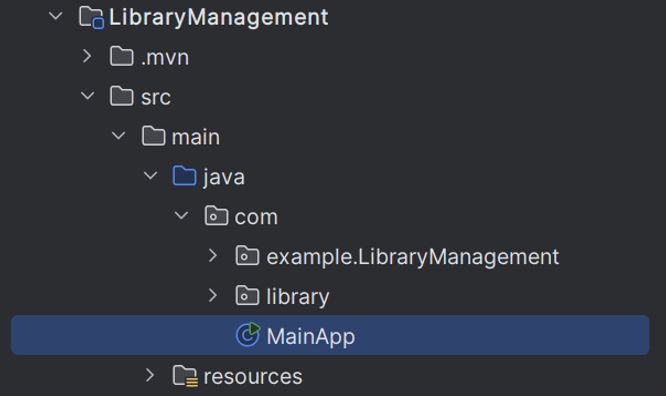 LibraryManagement
.mvn
src
main
java
com
example.LibraryManagement
library
MainApp
resources